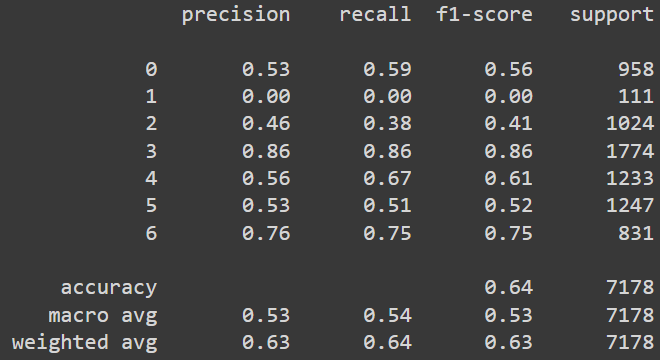 precision recall f1-score support
0 0.53 0.59 0.56 958
1 0.00 0.00 0.00 111
2 0.46 0.38 0.41 1024
3 0.86 0.86 0.86 1774
4 0.56 0.67 0.61 1233
5 0.53 0.51 0.52 1247
6 0.76 0.75 0.75 831
accuracy 0.64 7178
macro avg 0.53 0.54 0.53 7178
weighted avg 0.63 0.64 0.63 7178